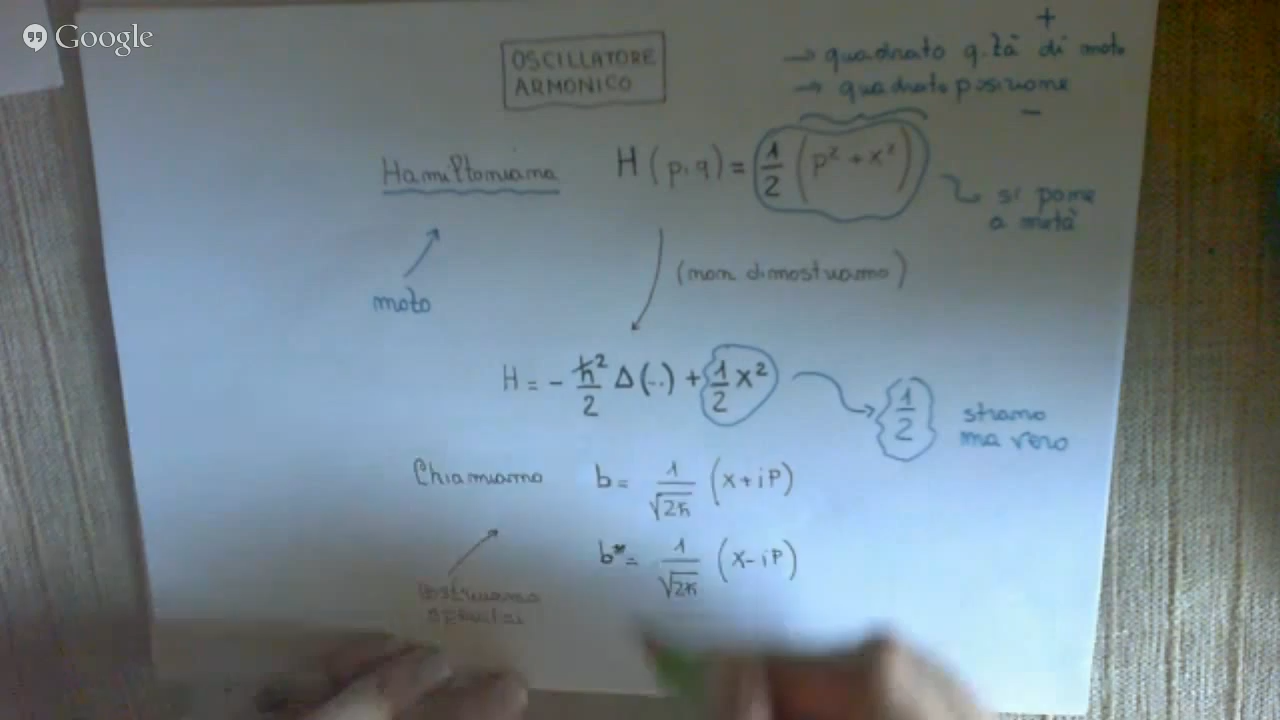 Google
OSCILLATORE
ARMONICO
+
→ quadrato q.tà di moto
→ quadrato posizione
−
Hamiltoniana
H (p,q) = 1/2 (p² + x²)
si pone
a metà
moto
(non dimostriamo)
H = - ℏ²/2 Δ(..) + 1/2 x²
1/2
strano
ma vero
Chiamiamo
b = 1/√2ℏ (x + iP)
b* = 1/√2ℏ (x - iP)